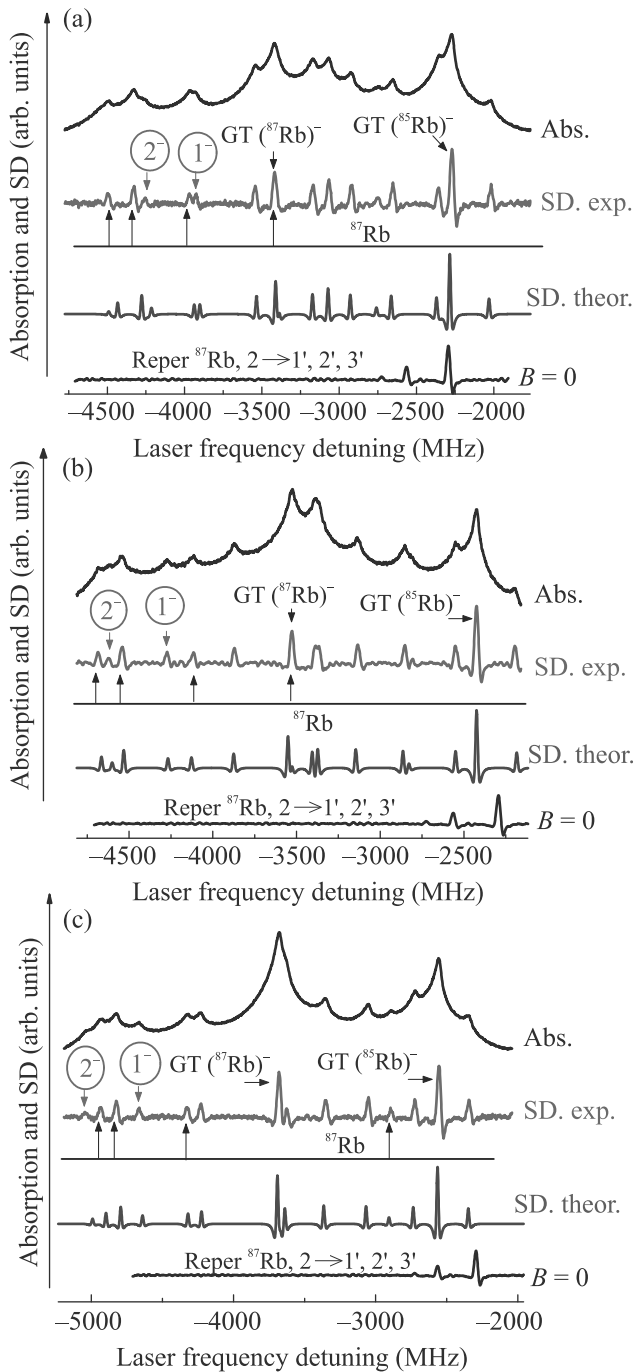 (a)
Absorption and SD (arb. units)
Abs.
GT (⁸⁷Rb)⁻
GT (⁸⁵Rb)⁻
2⁻
1⁻
SD. exp.
⁸⁷Rb
SD. theor.
Reper ⁸⁷Rb, 2→1', 2', 3'
B = 0
−4500 −4000 −3500 −3000 −2500 −2000
Laser frequency detuning (MHz)
(b)
Absorption and SD (arb. units)
Abs.
2⁻
1⁻
GT (⁸⁷Rb)⁻
GT (⁸⁵Rb)⁻
SD. exp.
⁸⁷Rb
SD. theor.
Reper ⁸⁷Rb, 2→1', 2', 3'
B = 0
−4500 −4000 −3500 −3000 −2500
Laser frequency detuning (MHz)
(c)
Absorption and SD (arb. units)
Abs.
2⁻
1⁻
GT (⁸⁷Rb)⁻
GT (⁸⁵Rb)⁻
SD. exp.
⁸⁷Rb
SD. theor.
Reper ⁸⁷Rb, 2→1', 2', 3'
B = 0
−5000 −4000 −3000 −2000
Laser frequency detuning (MHz)